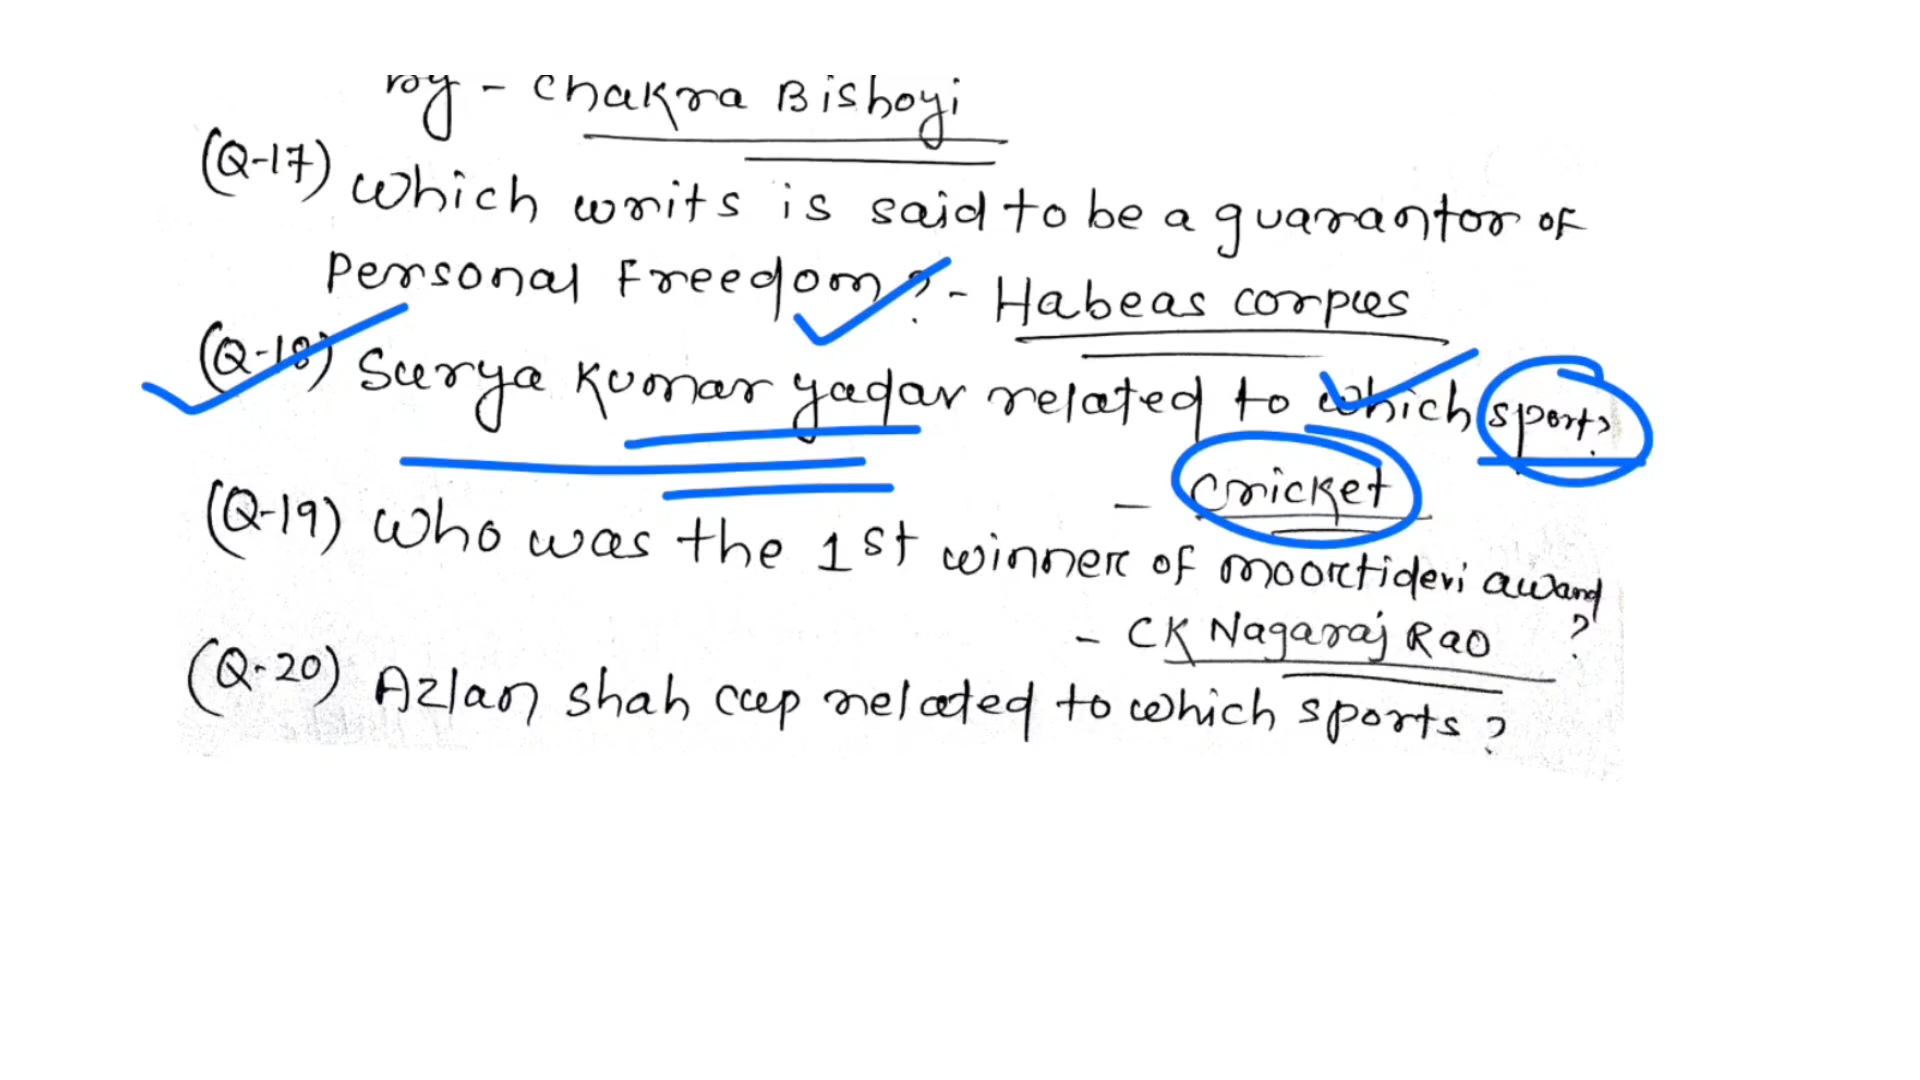 by - Chakra Bishoyi
(Q-17) Which writs is said to be a guarantor of
Personal Freedom? - Habeas corpus
(Q-18) Surya Kumar yadav related to which sports?
- Cricket
(Q-19) Who was the 1st winner of moortidevi award
?
- CK Nagaraj Rao
(Q-20) Azlan shah cup related to which sports?